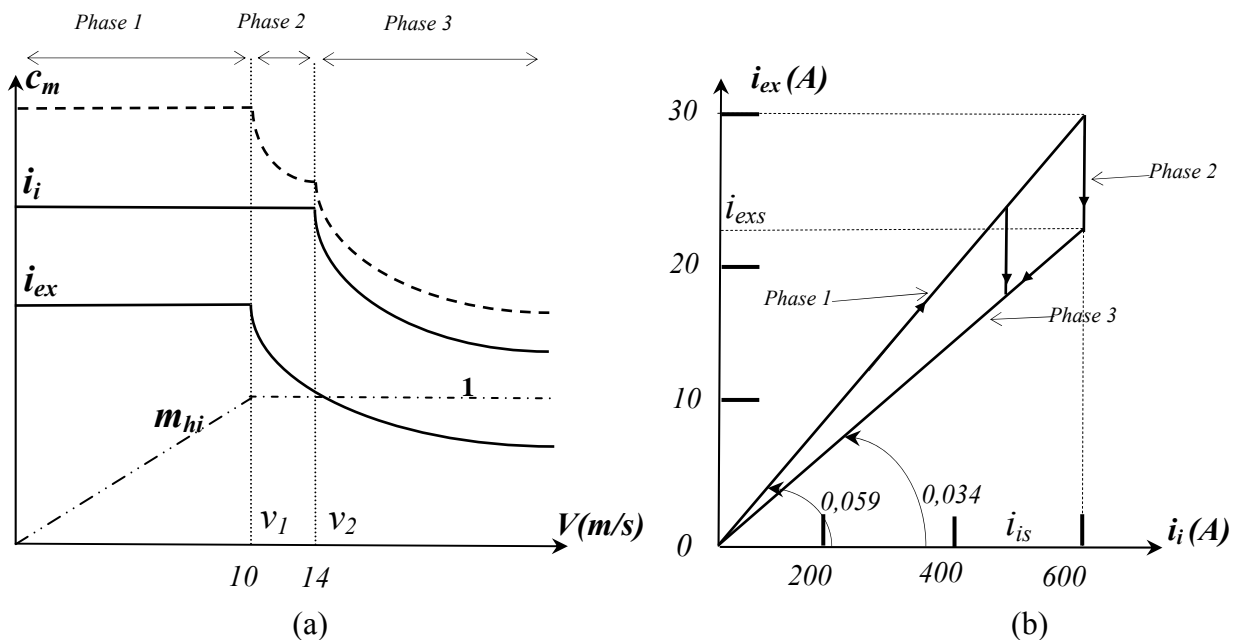 Phase 1
Phase 2
Phase 3
c_m
i_i
i_ex
m_hi
1
v_1
v_2
V(m/s)
10
14
(a)
i_ex (A)
30
i_exs
20
10
0
Phase 1
Phase 2
Phase 3
0,059
0,034
i_is
i_i (A)
200
400
600
(b)